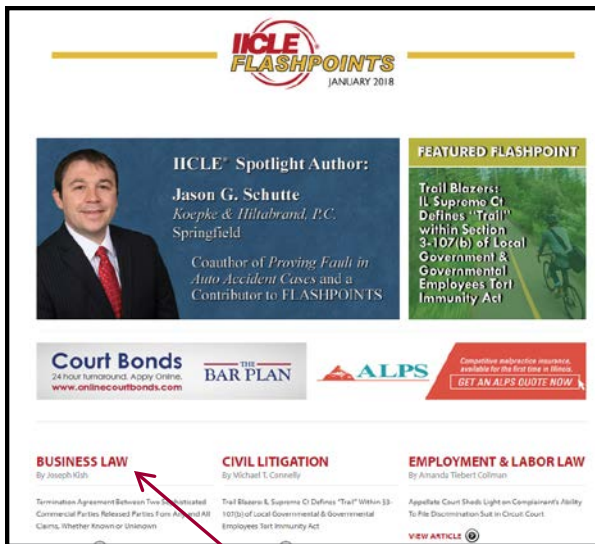 IICLE®
FLASHPOINTS
JANUARY 2018
IICLE® Spotlight Author:
Jason G. Schutte
Koepke & Hiltabrand, P.C.
Springfield
Coauthor of Proving Fault in
Auto Accident Cases and a
Contributor to FLASHPOINTS
FEATURED FLASHPOINT
Trail Blazers:
IL Supreme Ct
Defines "Trail"
within Section
3-107(b) of Local
Government &
Governmental
Employees Tort
Immunity Act
Court Bonds
24 hour turnaround. Apply Online.
www.onlinecourtbonds.com
THE
BAR PLAN
ALPS
Competitive malpractice insurance,
available for the first time in Illinois.
GET AN ALPS QUOTE NOW
BUSINESS LAW
By Joseph Kish
Termination Agreement Between Two Sophisticated
Commercial Parties Released Parties from Any and All
Claims, Whether Known or Unknown
CIVIL LITIGATION
By Michael T. Connelly
Trail Blazers: IL Supreme Ct Defines "Trail" Within §3-
107(b) of Local Governmental & Governmental
Employees Tort Immunity Act
EMPLOYMENT & LABOR LAW
By Amanda Tiebert Collman
Appellate Court Sheds Light on Complainant's Ability
To File Discrimination Suit in Circuit Court
VIEW ARTICLE